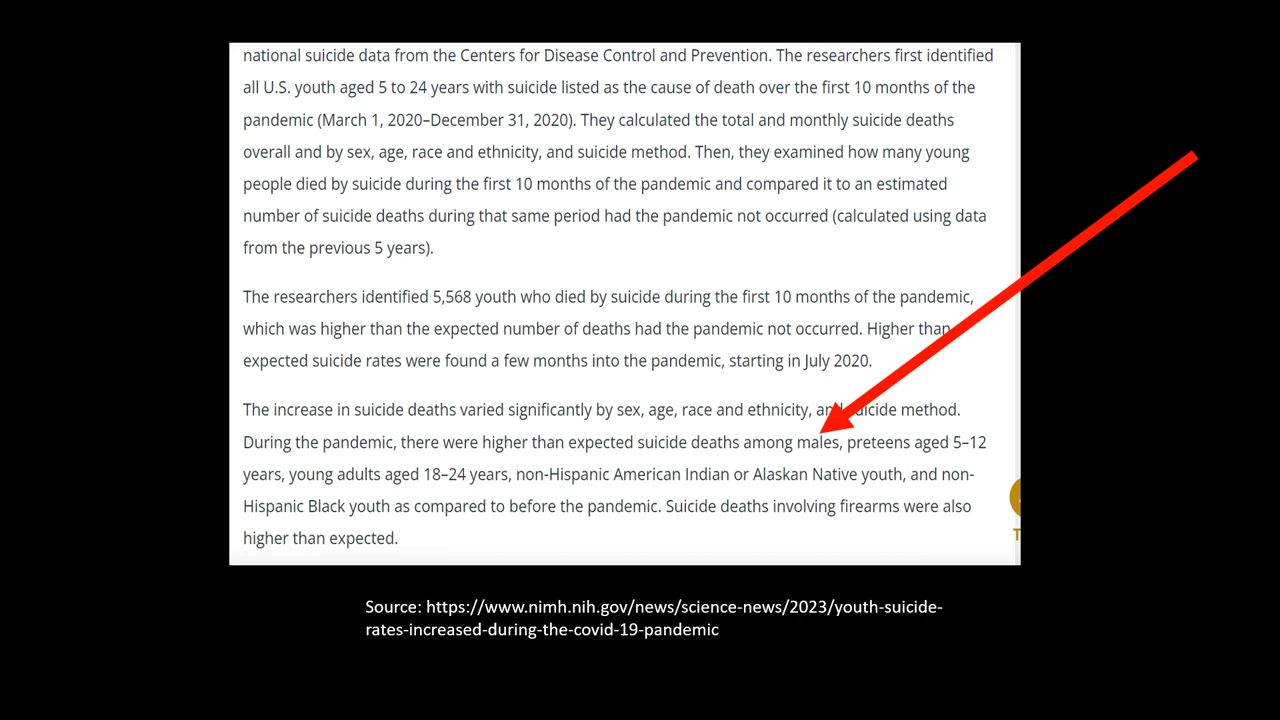 national suicide data from the Centers for Disease Control and Prevention. The researchers first identified
all U.S. youth aged 5 to 24 years with suicide listed as the cause of death over the first 10 months of the
pandemic (March 1, 2020–December 31, 2020). They calculated the total and monthly suicide deaths
overall and by sex, age, race and ethnicity, and suicide method. Then, they examined how many young
people died by suicide during the first 10 months of the pandemic and compared it to an estimated
number of suicide deaths during that same period had the pandemic not occurred (calculated using data
from the previous 5 years).
The researchers identified 5,568 youth who died by suicide during the first 10 months of the pandemic,
which was higher than the expected number of deaths had the pandemic not occurred. Higher than
expected suicide rates were found a few months into the pandemic, starting in July 2020.
The increase in suicide deaths varied significantly by sex, age, race and ethnicity, and suicide method.
During the pandemic, there were higher than expected suicide deaths among males, preteens aged 5–12
years, young adults aged 18–24 years, non-Hispanic American Indian or Alaskan Native youth, and non-
Hispanic Black youth as compared to before the pandemic. Suicide deaths involving firearms were also
higher than expected.
Source: https://www.nimh.nih.gov/news/science-news/2023/youth-suicide-
rates-increased-during-the-covid-19-pandemic